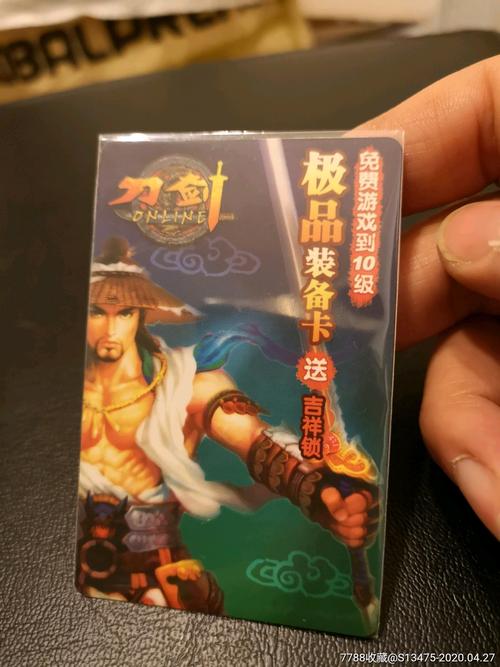 OBALPR
刀剑
ONLINE
免费游戏到10级
极品装备卡
送
吉祥锁
7788收藏@S13475-2020.04.27